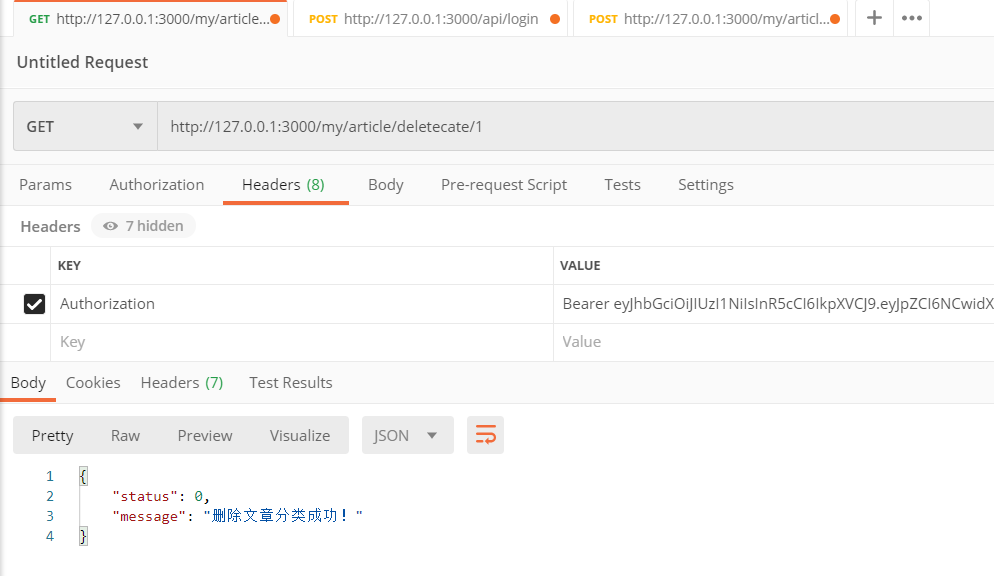 GET http://127.0.0.1:3000/my/article... POST http://127.0.0.1:3000/api/login POST http://127.0.0.1:3000/my/articl...
Untitled Request
GET http://127.0.0.1:3000/my/article/deletecate/1
Params Authorization Headers (8) Body Pre-request Script Tests Settings
Headers 7 hidden
KEY VALUE
Authorization Bearer eyJhbGciOiJIUzI1NiIsInR5cCI6IkpXVCJ9.eyJpZCI6NCwidX
Key Value
Body Cookies Headers (7) Test Results
Pretty Raw Preview Visualize JSON
1 {
2 "status": 0,
3 "message": "删除文章分类成功！"
4 }